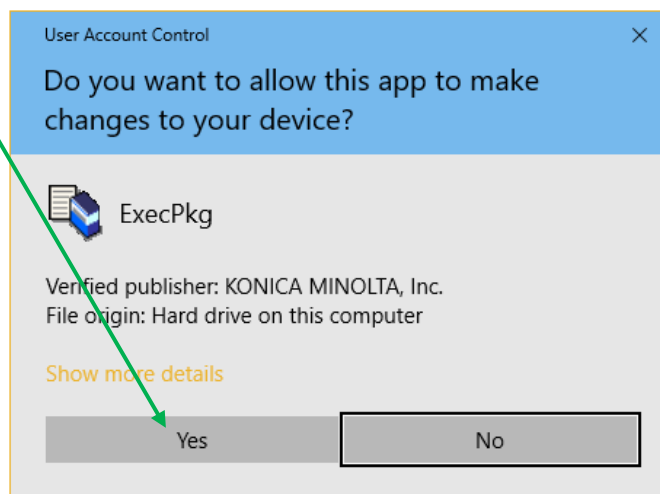 User Account Control
Do you want to allow this app to make
changes to your device?
ExecPkg
Verified publisher: KONICA MINOLTA, Inc.
File origin: Hard drive on this computer
Show more details
Yes
No